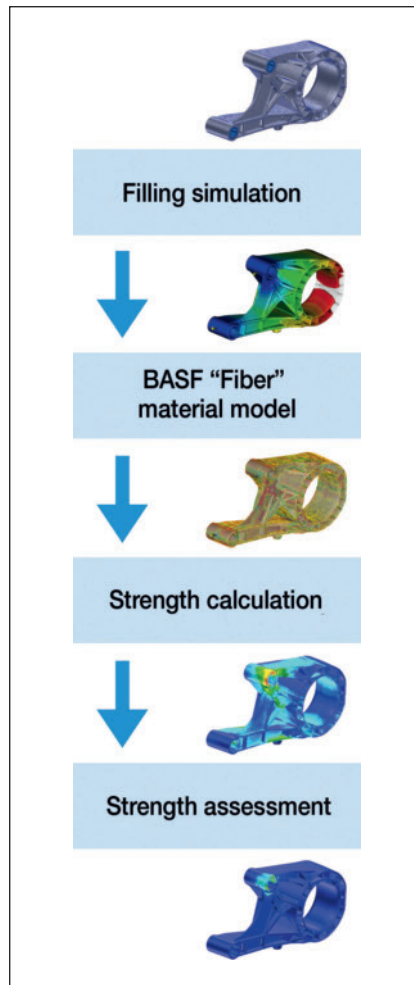 Filling simulation
BASF “Fiber”
material model
Strength calculation
Strength assessment